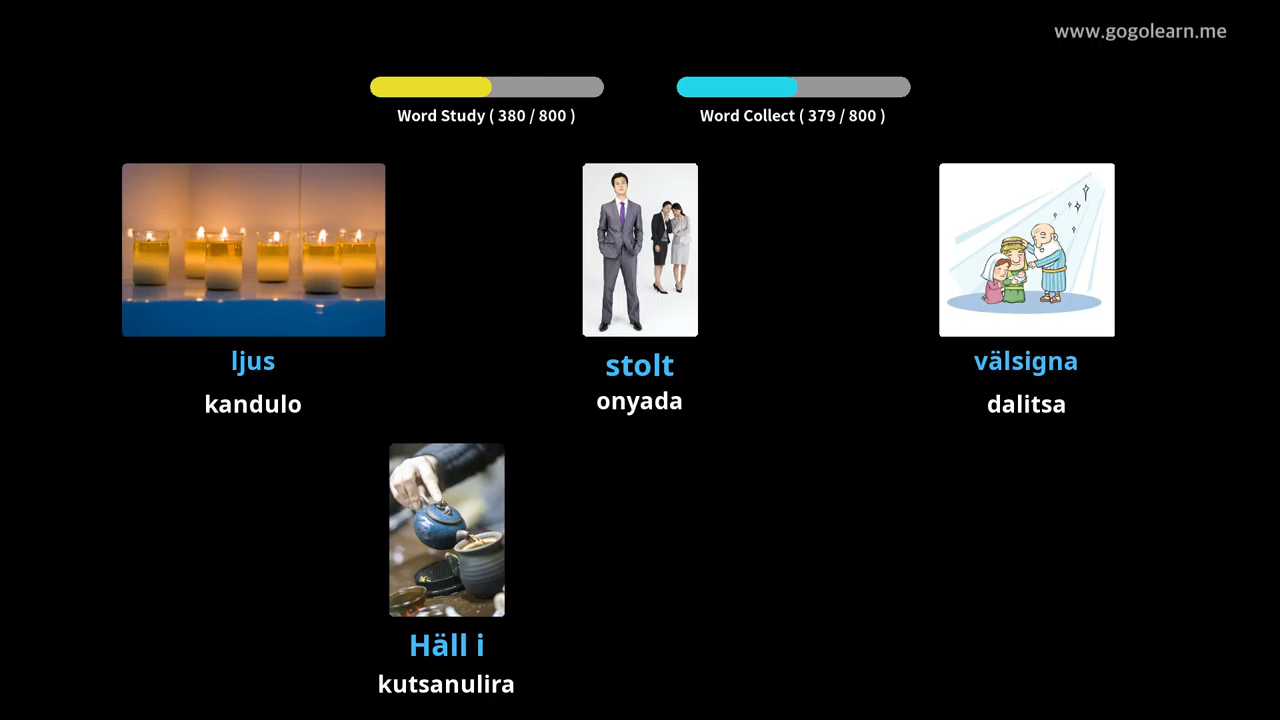 www.gogolearn.me
Word Study ( 380 / 800 )
Word Collect ( 379 / 800 )
ljus
stolt
välsigna
kandulo
onyada
dalitsa
Häll i
kutsanulira